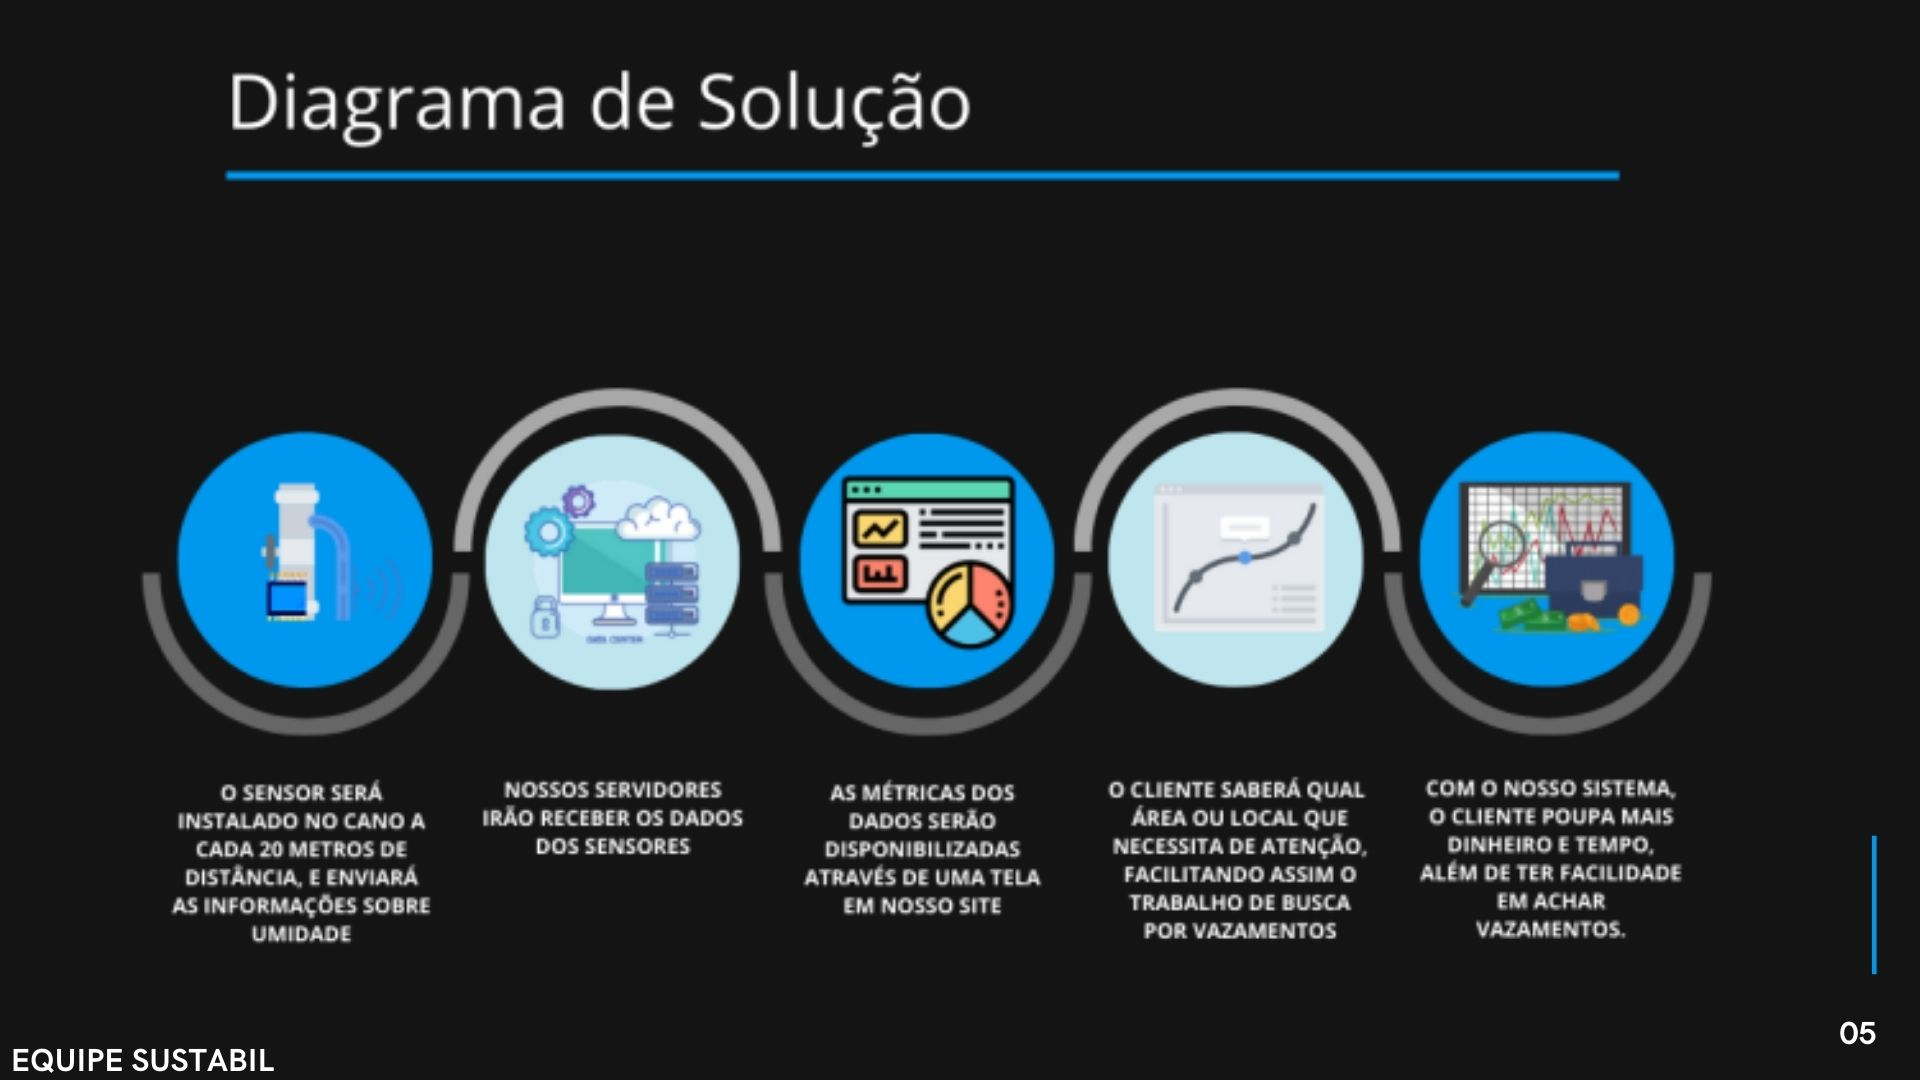 Diagrama de Solução
O SENSOR SERÁ
INSTALADO NO CANO A
CADA 20 METROS DE
DISTÂNCIA, E ENVIARÁ
AS INFORMAÇÕES SOBRE
UMIDADE
NOSSOS SERVIDORES
IRÃO RECEBER OS DADOS
DOS SENSORES
AS MÉTRICAS DOS
DADOS SERÃO
DISPONIBILIZADAS
ATRAVÉS DE UMA TELA
EM NOSSO SITE
O CLIENTE SABERÁ QUAL
ÁREA OU LOCAL QUE
NECESSITA DE ATENÇÃO,
FACILITANDO ASSIM O
TRABALHO DE BUSCA
POR VAZAMENTOS
COM O NOSSO SISTEMA,
O CLIENTE POUPA MAIS
DINHEIRO E TEMPO,
ALÉM DE TER FACILIDADE
EM ACHAR
VAZAMENTOS.
05
EQUIPE SUSTABIL